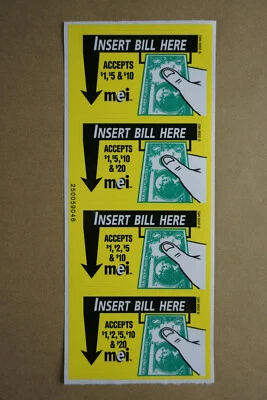 INSERT BILL HERE
ACCEPTS
$1, $5 & $10
mei
INSERT BILL HERE
ACCEPTS
$1, $5, $10
& $20
mei
INSERT BILL HERE
ACCEPTS
$1, $2, $5
& $10
mei
INSERT BILL HERE
ACCEPTS
$1, $2, $5, $10
& $20
mei
250059046